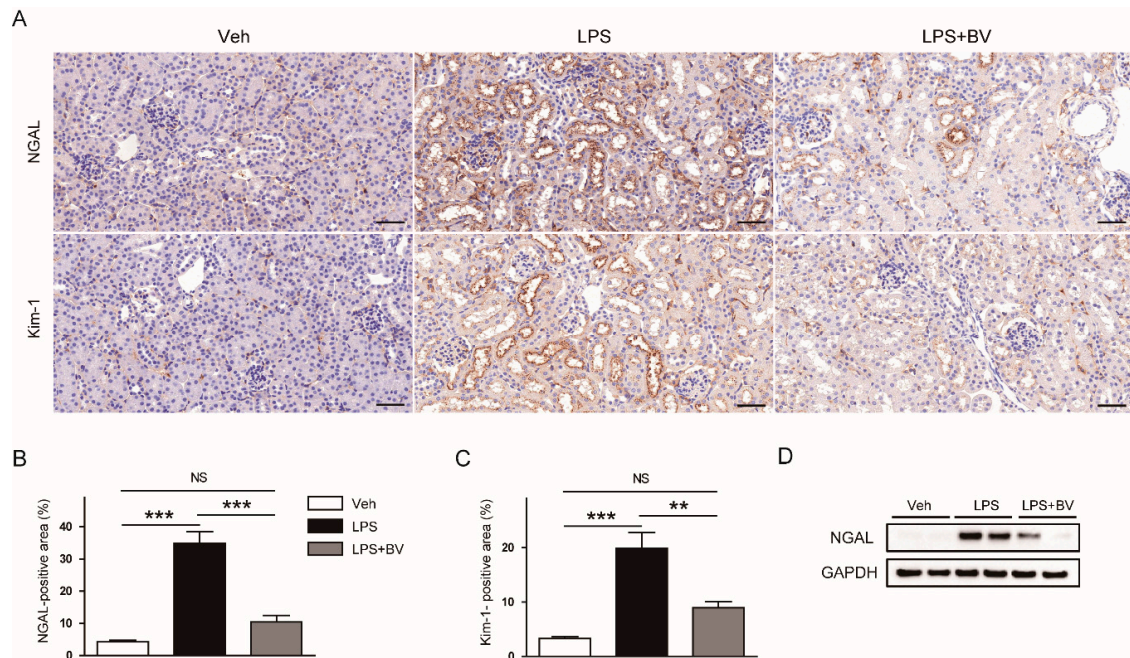 A
Veh LPS LPS+BV
NGAL
Kim-1
B
NGAL-positive area (%)
40
30
20
10
0
NS
*** ***
Veh
LPS
LPS+BV
C
Kim-1- positive area (%)
20
10
0
NS
*** **
D
Veh LPS LPS+BV
NGAL
GAPDH